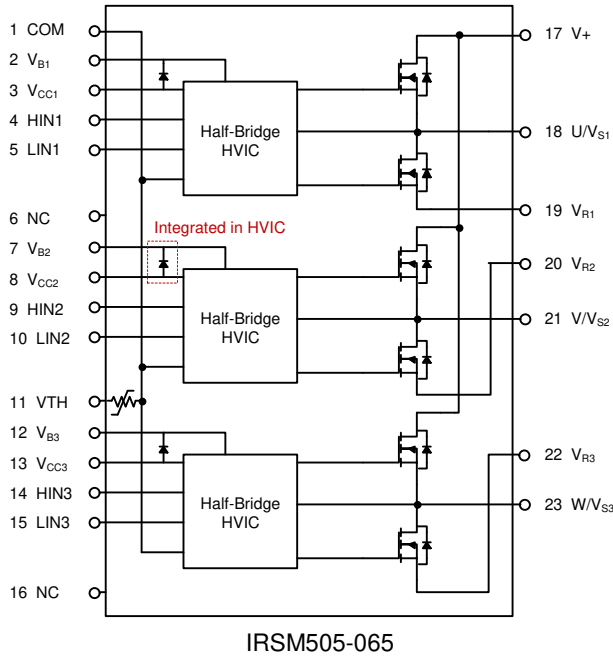 1 COM
2 VB1
3 VCC1
4 HIN1
5 LIN1
6 NC
7 VB2
8 VCC2
9 HIN2
10 LIN2
11 VTH
12 VB3
13 VCC3
14 HIN3
15 LIN3
16 NC
Half-Bridge
HVIC
Integrated in HVIC
Half-Bridge
HVIC
Half-Bridge
HVIC
17 V+
18 U/VS1
19 VR1
20 VR2
21 V/VS2
22 VR3
23 W/VS3
IRSM505-065